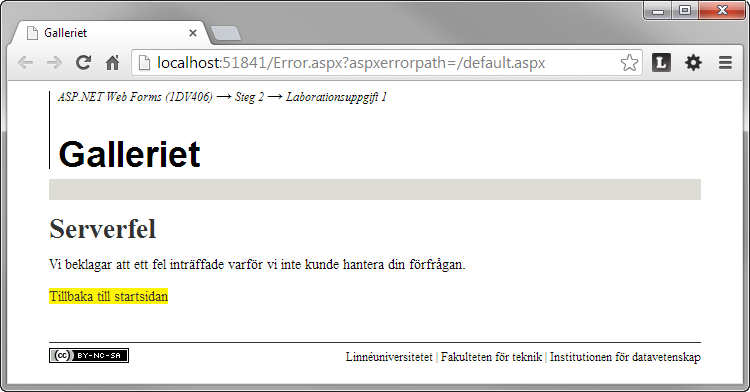 Galleriet
localhost:51841/Error.aspx?aspxerrorpath=/default.aspx
L
ASP.NET Web Forms (1DV406) → Steg 2 → Laborationsuppgift 1
Galleriet
Serverfel
Vi beklagar att ett fel inträffade varför vi inte kunde hantera din förfrågan.
Tillbaka till startsidan
(cc) BY-NC-SA
Linnéuniversitetet | Fakulteten för teknik | Institutionen för datavetenskap